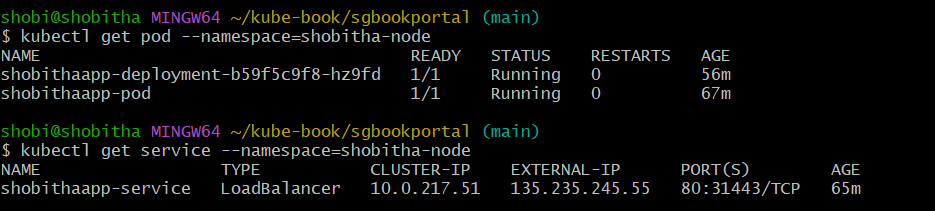 shobi@shobitha MINGW64 ~/kube-book/sgbookportal (main)
$ kubectl get pod --namespace=shobitha-node
NAME READY STATUS RESTARTS AGE
shobithaapp-deployment-b59f5c9f8-hz9fd 1/1 Running 0 56m
shobithaapp-pod 1/1 Running 0 67m
shobi@shobitha MINGW64 ~/kube-book/sgbookportal (main)
$ kubectl get service --namespace=shobitha-node
NAME TYPE CLUSTER-IP EXTERNAL-IP PORT(S) AGE
shobithaapp-service LoadBalancer 10.0.217.51 135.235.245.55 80:31443/TCP 65m